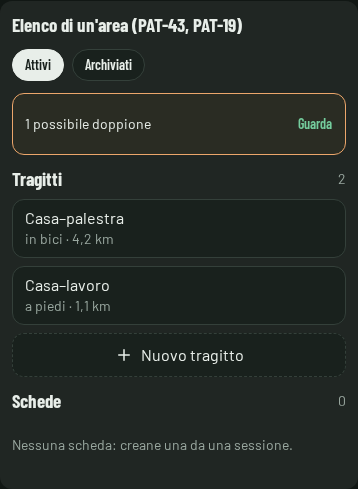 Elenco di un'area (PAT-43, PAT-19)
Attivi
Archiviati
1 possibile doppione
Guarda
Tragitti
2
Casa–palestra
in bici · 4,2 km
Casa–lavoro
a piedi · 1,1 km
+ Nuovo tragitto
Schede
0
Nessuna scheda: creane una da una sessione.